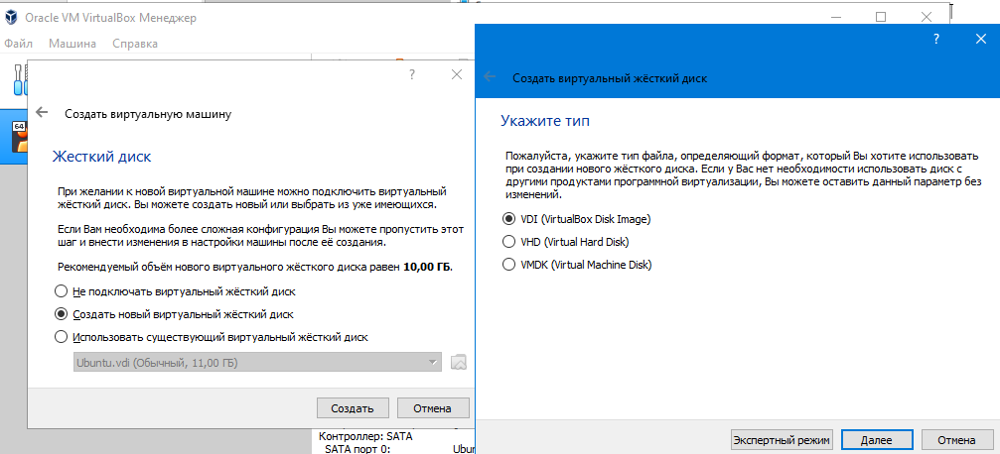 Oracle VM VirtualBox Менеджер
Файл Машина Справка
64
?
Создать виртуальную машину
Жесткий диск
При желании к новой виртуальной машине можно подключить виртуальный
жёсткий диск. Вы можете создать новый или выбрать из уже имеющихся.
Если Вам необходима более сложная конфигурация Вы можете пропустить этот
шаг и внести изменения в настройки машины после её создания.
Рекомендуемый объём нового виртуального жёсткого диска равен 10,00 ГБ.
Не подключать виртуальный жёсткий диск
Создать новый виртуальный жёсткий диск
Использовать существующий виртуальный жёсткий диск
Ubuntu.vdi (Обычный, 11,00 ГБ)
Создать
Отмена
Контроллер: SATA
SATA порт 0: Ubun
?
Создать виртуальный жёсткий диск
Укажите тип
Пожалуйста, укажите тип файла, определяющий формат, который Вы хотите использовать
при создании нового жёсткого диска. Если у Вас нет необходимости использовать диск с
другими продуктами программной виртуализации, Вы можете оставить данный параметр без
изменений.
VDI (VirtualBox Disk Image)
VHD (Virtual Hard Disk)
VMDK (Virtual Machine Disk)
Экспертный режим
Далее
Отмена